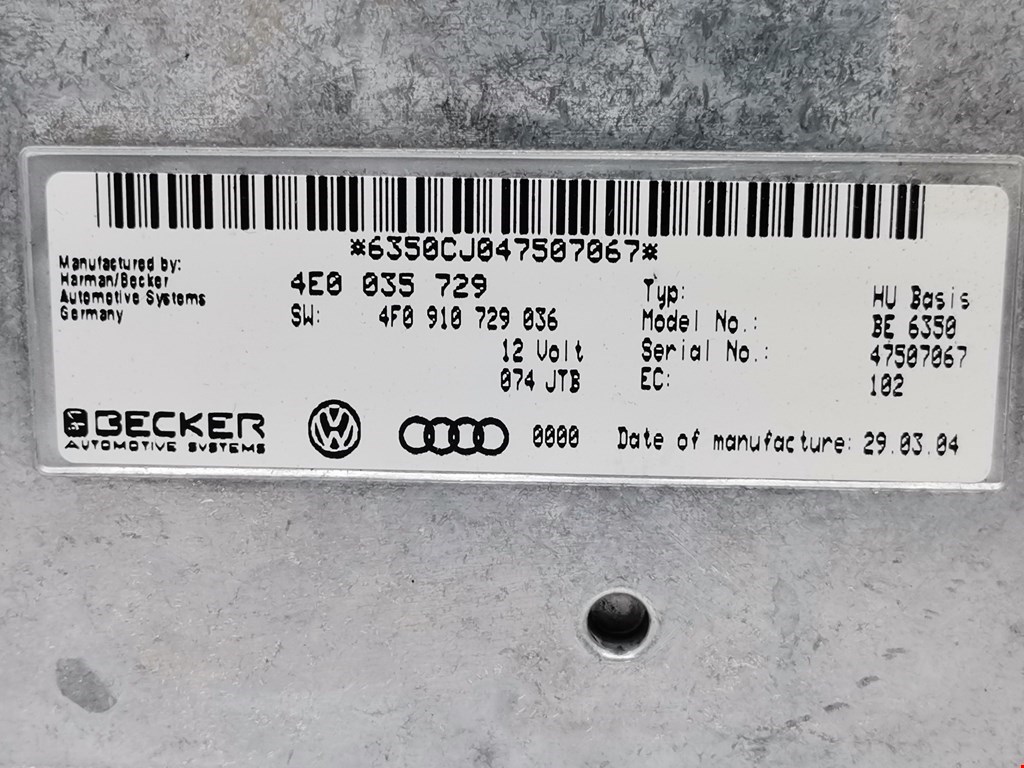 *6350CJ047507067*
Manufactured by:
Harman/Becker
Automotive Systems
Germany
4E0 035 729
SW: 4F0 910 729 036
12 Volt
074 JTB
Typ: HU Basis
Model No.: BE 6350
Serial No.: 47507067
EC: 102
BECKER
AUTOMOTIVE SYSTEMS
0000
Date of manufacture: 29.03.04